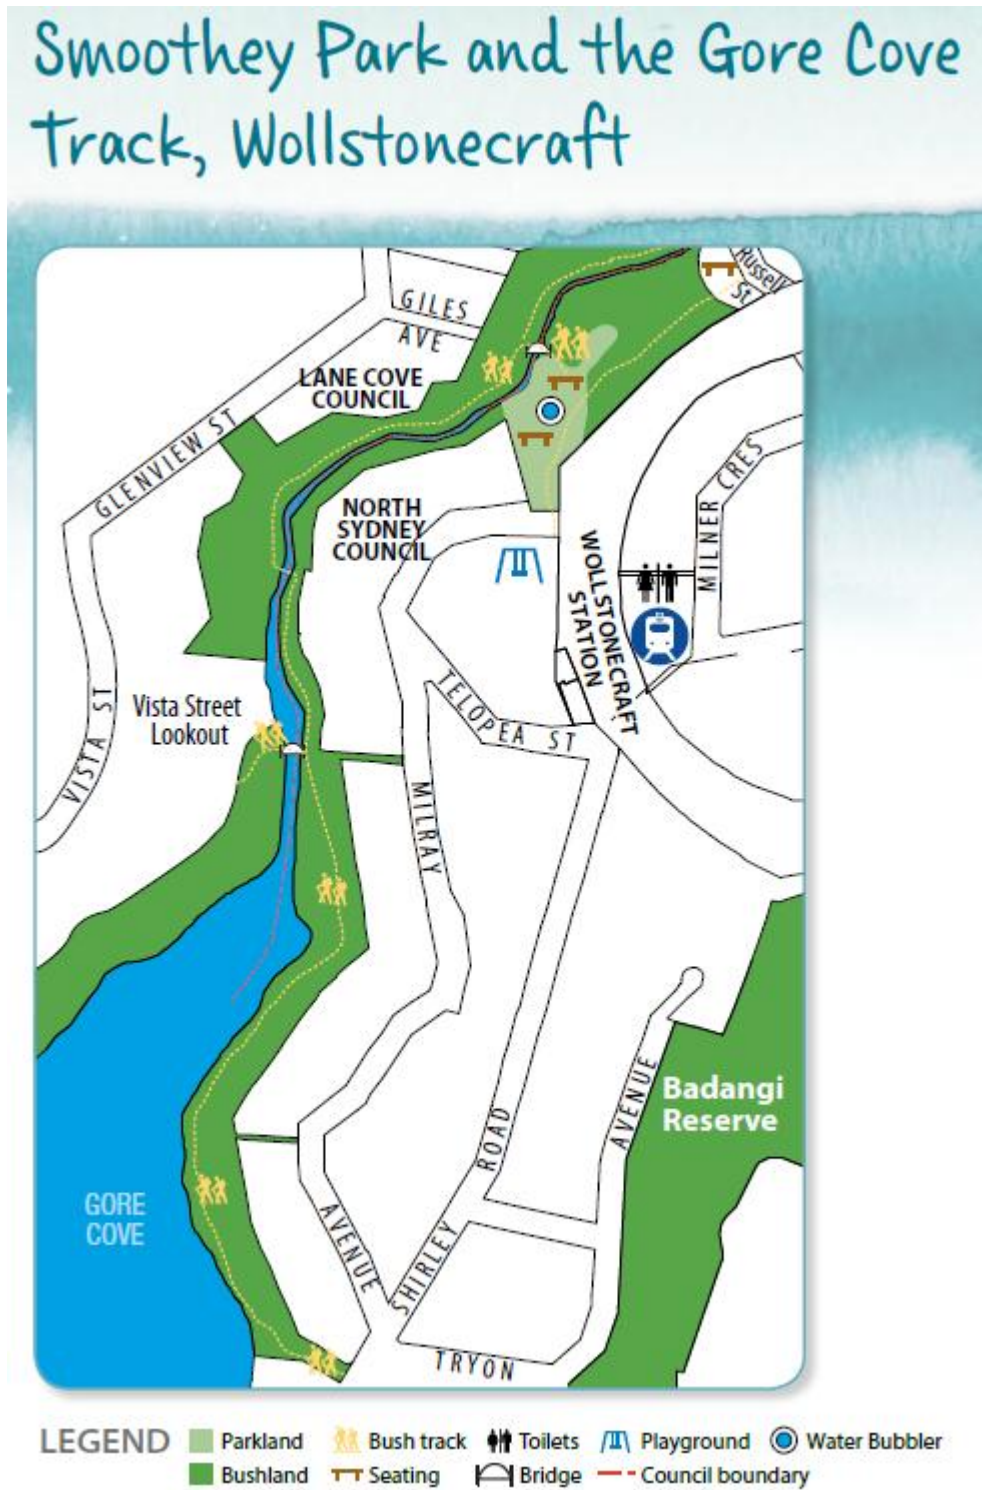 Smoothey Park and the Gore Cove
Track, Wollstonecraft
Russell
St
GILES
AVE
LANE COVE
COUNCIL
GLENVIEW ST
MILNER CRES
NORTH
SYDNEY
COUNCIL
WOLLSTONECRAFT
STATION
TELOPEA ST
Vista Street
Lookout
VISTA ST
MILRAY
Badangi
Reserve
AVENUE
ROAD
GORE
COVE
AVENUE
SHIRLEY
TRYON
LEGEND
Parkland
Bush track
Toilets
Playground
Water Bubbler
Bushland
Seating
Bridge
Council boundary